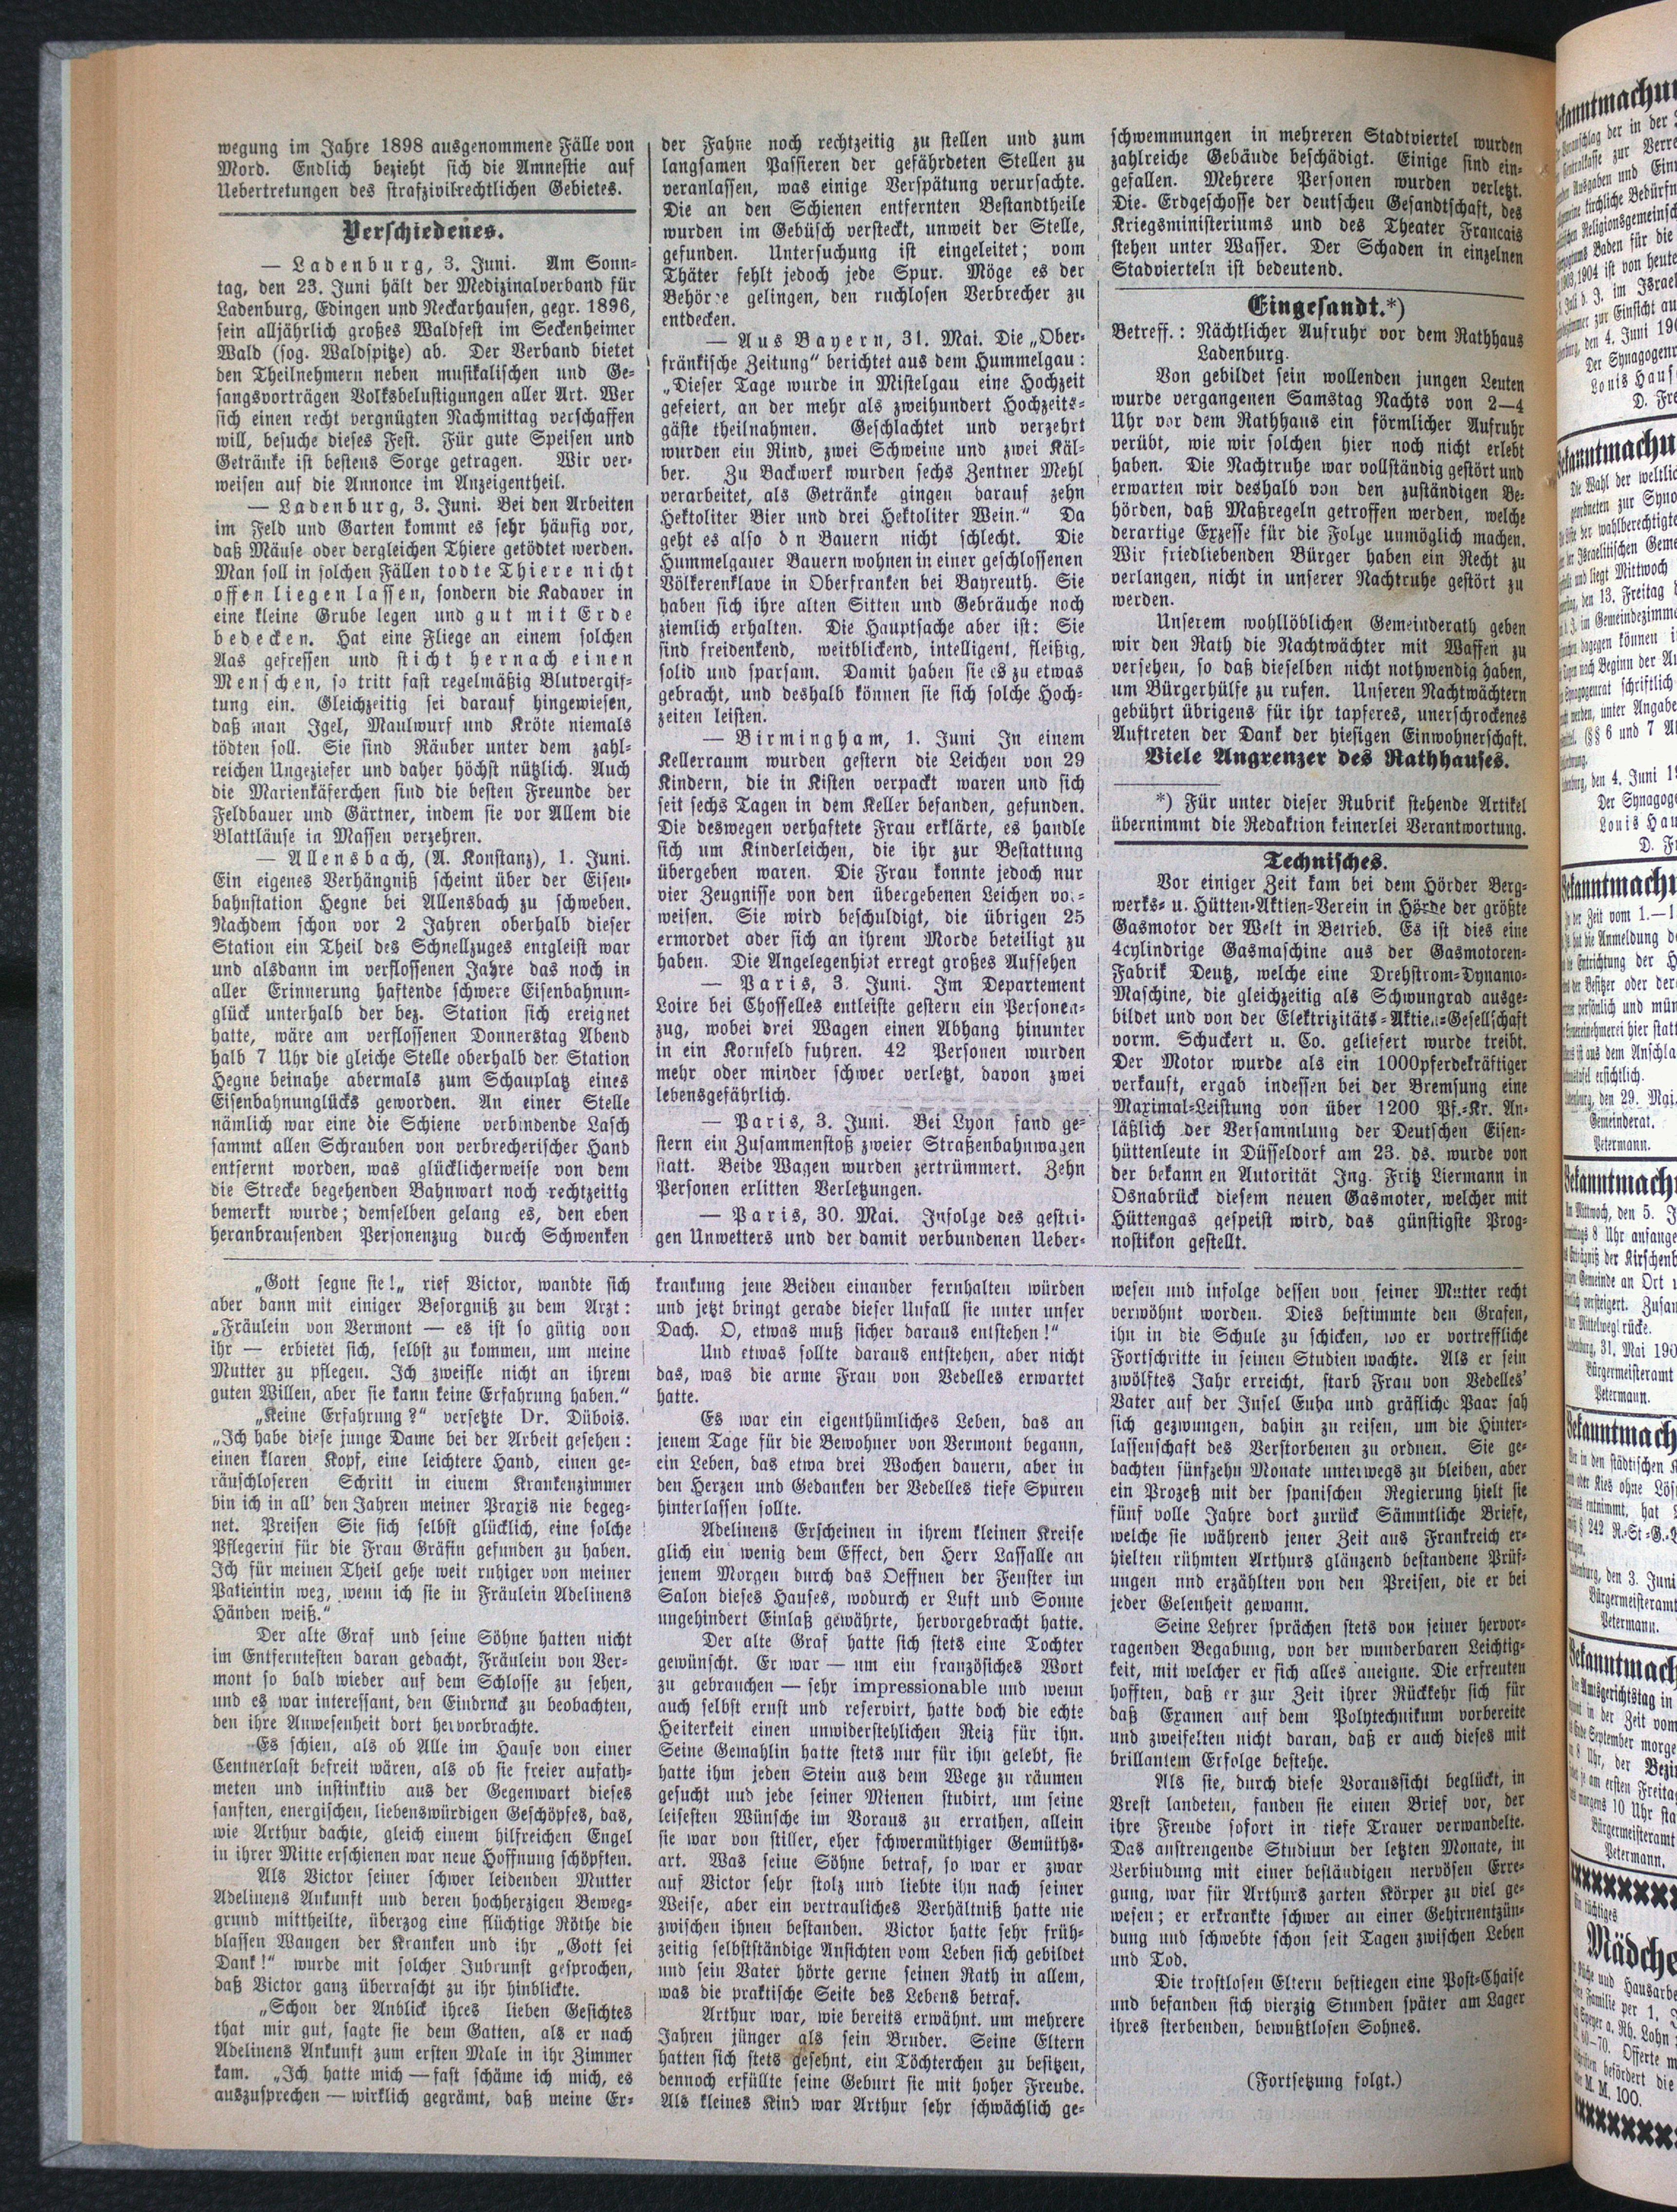 wegung im Jahre 1898 ausgenommene Fälle von
Mord. Endlich bezieht sich die Amnestie auf
Uebertretungen des strafzivilrechtlichen Gebietes.
Verschiedenes.
— Ladenburg, 3. Juni. Am Sonn-
tag, den 23. Juni hält der Medizinalverband für
Ladenburg, Edingen und Neckarhausen, gegr. 1896,
sein alljährlich großes Waldfest im Seckenheimer
Wald (sog. Waldspitze) ab. Der Verband bietet
den Theilnehmern neben musikalischen und Ge-
sangsvorträgen Volksbelustigungen aller Art. Wer
sich einen recht vergnügten Nachmittag verschaffen
will, besuche dieses Fest. Für gute Speisen und
Getränke ist bestens Sorge getragen. Wir ver-
weisen auf die Annonce im Anzeigentheil.
— Ladenburg, 3. Juni. Bei den Arbeiten
im Feld und Garten kommt es sehr häufig vor,
daß Mäuse oder dergleichen Thiere getödtet werden.
Man soll in solchen Fällen todte Thiere nicht
offen liegen lassen, sondern die Kadaver in
eine kleine Grube legen und gut mit Erde
bedecken. Hat eine Fliege an einem solchen
Aas gefressen und sticht hernach einen
Menschen, so tritt fast regelmäßig Blutvergif-
tung ein. Gleichzeitig sei darauf hingewiesen,
daß man Igel, Maulwurf und Kröte niemals
tödten soll. Sie sind Räuber unter dem zahl-
reichen Ungeziefer und daher höchst nützlich. Auch
die Marienkäferchen sind die besten Freunde der
Feldbauer und Gärtner, indem sie vor Allem die
Blattläuse in Massen verzehren.
— Allensbach, (A. Konstanz), 1. Juni.
Ein eigenes Verhängniß scheint über der Eisen-
bahnstation Hegne bei Allensbach zu schweben.
Nachdem schon vor 2 Jahren oberhalb dieser
Station ein Theil des Schnellzuges entgleist war
und alsdann im verflossenen Jahre das noch in
aller Erinnerung haftende schwere Eisenbahnun-
glück unterhalb der bez. Station sich ereignet
hatte, wäre am verflossenen Donnerstag Abend
halb 7 Uhr die gleiche Stelle oberhalb der Station
Hegne beinahe abermals zum Schauplatz eines
Eisenbahnunglücks geworden. An einer Stelle
nämlich war eine die Schiene verbindende Lasch
sammt allen Schrauben von verbrecherischer Hand
entfernt worden, was glücklicherweise von dem
die Strecke begehenden Bahnwart noch rechtzeitig
bemerkt wurde; demselben gelang es, den eben
heranbrausenden Personenzug durch Schwenken
der Fahne noch rechtzeitig zu stellen und zum
langsamen Passieren der gefährdeten Stellen zu
veranlassen, was einige Verspätung verursachte.
Die an den Schienen entfernten Bestandtheile
wurden im Gebüsch versteckt, unweit der Stelle,
gefunden. Untersuchung ist eingeleitet; vom
Thäter fehlt jedoch jede Spur. Möge es der
Behörde gelingen, den ruchlosen Verbrecher zu
entdecken.
— Aus Bayern, 31. Mai. Die „Ober-
fränkische Zeitung“ berichtet aus dem Hummelgau:
„Dieser Tage wurde in Mistelgau eine Hochzeit
gefeiert, an der mehr als zweihundert Hochzeits-
gäste theilnahmen. Geschlachtet und verzehrt
wurden ein Rind, zwei Schweine und zwei Käl-
ber. Zu Backwerk wurden sechs Zentner Mehl
verarbeitet, als Getränke gingen darauf zehn
Hektoliter Bier und drei Hektoliter Wein.“ Da
geht es also d n Bauern nicht schlecht. Die
Hummelgauer Bauern wohnen in einer geschlossenen
Völkerenklave in Oberfranken bei Bayreuth. Sie
haben sich ihre alten Sitten und Gebräuche noch
ziemlich erhalten. Die Hauptsache aber ist: Sie
sind freidenkend, weitblickend, intelligent, fleißig,
solid und sparsam. Damit haben sie es zu etwas
gebracht, und deshalb können sie sich solche Hoch-
zeiten leisten.
— Birmingham, 1. Juni In einem
Kellerraum wurden gestern die Leichen von 29
Kindern, die in Kisten verpackt waren und sich
seit sechs Tagen in dem Keller befanden, gefunden.
Die deswegen verhaftete Frau erklärte, es handle
sich um Kinderleichen, die ihr zur Bestattung
übergeben waren. Die Frau konnte jedoch nur
vier Zeugnisse von den übergebenen Leichen vor-
weisen. Sie wird beschuldigt, die übrigen 25
ermordet oder sich an ihrem Morde beteiligt zu
haben. Die Angelegenheit erregt großes Aufsehen
— Paris, 3. Juni. Im Departement
Loire bei Chosselles entleiste gestern ein Personen-
zug, wobei drei Wagen einen Abhang hinunter
in ein Kornfeld fuhren. 42 Personen wurden
mehr oder minder schwer verletzt, davon zwei
lebensgefährlich.
— Paris, 3. Juni. Bei Lyon fand ge-
stern ein Zusammenstoß zweier Straßenbahnwagen
statt. Beide Wagen wurden zertrümmert. Zehn
Personen erlitten Verletzungen.
— Paris, 30. Mai. Infolge des gestri-
gen Unwetters und der damit verbundenen Ueber-
schwemmungen in mehreren Stadtviertel wurden
zahlreiche Gebäude beschädigt. Einige sind ein-
gefallen. Mehrere Personen wurden verletzt.
Die Erdgeschosse der deutschen Gesandtschaft, des
Kriegsministeriums und des Theater Francais
stehen unter Wasser. Der Schaden in einzelnen
Stadvierteln ist bedeutend.
Eingesandt.*)
Betreff.: Nächtlicher Aufruhr vor dem Rathhaus
Ladenburg.
Von gebildet sein wollenden jungen Leuten
wurde vergangenen Samstag Nachts von 2—4
Uhr vor dem Rathhaus ein förmlicher Aufruhr
verübt, wie wir solchen hier noch nicht erlebt
haben. Die Nachtruhe war vollständig gestört und
erwarten wir deshalb von den zuständigen Be-
hörden, daß Maßregeln getroffen werden, welche
derartige Exzesse für die Folge unmöglich machen.
Wir friedliebenden Bürger haben ein Recht zu
verlangen, nicht in unserer Nachtruhe gestört zu
werden.
Unserem wohllöblichen Gemeinderath geben
wir den Rath die Nachtwächter mit Waffen zu
versehen, so daß dieselben nicht nothwendig haben,
um Bürgerhülfe zu rufen. Unseren Nachtwächtern
gebührt übrigens für ihr tapferes, unerschrockenes
Auftreten der Dank der hiesigen Einwohnerschaft.
Viele Angrenzer des Rathhauses.
*) Für unter dieser Rubrik stehende Artikel
übernimmt die Redaktion keinerlei Verantwortung.
Technisches.
Vor einiger Zeit kam bei dem Hörder Berg-
werks- u. Hütten-Aktien-Verein in Hörde der größte
Gasmotor der Welt in Betrieb. Es ist dies eine
4cylindrige Gasmaschine aus der Gasmotoren-
Fabrik Deutz, welche eine Drehstrom-Dynamo-
Maschine, die gleichzeitig als Schwungrad ausge-
bildet und von der Elektrizitäts-Aktien-Gesellschaft
vorm. Schuckert u. Co. geliefert wurde treibt.
Der Motor wurde als ein 1000pferdekräftiger
verkauft, ergab indessen bei der Bremsung eine
Maximal-Leistung von über 1200 Pf.-Kr. An-
läßlich der Versammlung der Deutschen Eisen-
hüttenleute in Düsseldorf am 23. ds. wurde von
der bekann en Autorität Ing. Fritz Liermann in
Osnabrück diesem neuen Gasmoter, welcher mit
Hüttengas gespeist wird, das günstigste Prog-
nostikon gestellt.
„Gott segne sie!„ rief Victor, wandte sich
aber dann mit einiger Besorgniß zu dem Arzt:
„Fräulein von Vermont — es ist so gütig von
ihr — erbietet sich, selbst zu kommen, um meine
Mutter zu pflegen. Ich zweifle nicht an ihrem
guten Willen, aber sie kann keine Erfahrung haben.“
„Keine Erfahrung?“ versetzte Dr. Dübois.
„Ich habe diese junge Dame bei der Arbeit gesehen:
einen klaren Kopf, eine leichtere Hand, einen ge-
räuschloseren Schritt in einem Krankenzimmer
bin ich in all' den Jahren meiner Praxis nie begeg-
net. Preisen Sie sich selbst glücklich, eine solche
Pflegerin für die Frau Gräfin gefunden zu haben.
Ich für meinen Theil gehe weit ruhiger von meiner
Patientin weg, wenn ich sie in Fräulein Adelinens
Händen weiß.“
Der alte Graf und seine Söhne hatten nicht
im Entferntesten daran gedacht, Fräulein von Ver-
mont so bald wieder auf dem Schlosse zu sehen,
und es war interessant, den Eindruck zu beobachten,
den ihre Anwesenheit dort hervorbrachte.
Es schien, als ob Alle im Hause von einer
Centnerlast befreit wären, als ob sie freier aufath-
meten und instinktiv aus der Gegenwart dieses
sanften, energischen, liebenswürdigen Geschöpfes, das,
wie Arthur dachte, gleich einem hilfreichen Engel
in ihrer Mitte erschienen war neue Hoffnung schöpften.
Als Victor seiner schwer leidenden Mutter
Adelinens Ankunft und deren hochherzigen Beweg-
grund mittheilte, überzog eine flüchtige Röthe die
blassen Wangen der Kranken und ihr „Gott sei
Dank!“ wurde mit solcher Inbrunst gesprochen,
daß Victor ganz überrascht zu ihr hinblickte.
„Schon der Anblick ihres lieben Gesichtes
that mir gut, sagte sie dem Gatten, als er nach
Adelinens Ankunft zum ersten Male in ihr Zimmer
kam. „Ich hatte mich — fast schäme ich mich, es
auszusprechen — wirklich gegrämt, daß meine Er-
krankung jene Beiden einander fernhalten würden
und jetzt bringt gerade dieser Unfall sie unter unser
Dach. O, etwas muß sicher daraus entstehen!“
Und etwas sollte daraus entstehen, aber nicht
das, was die arme Frau von Vedelles erwartet
hatte.
Es war ein eigenthümliches Leben, das an
jenem Tage für die Bewohner von Vermont begann,
ein Leben, das etwa drei Wochen dauern, aber in
den Herzen und Gedanken der Vedelles tiefe Spuren
hinterlassen sollte.
Adelinens Erscheinen in ihrem kleinen Kreise
glich ein wenig dem Effect, den Herr Lassalle an
jenem Morgen durch das Oeffnen der Fenster im
Salon dieses Hauses, wodurch er Luft und Sonne
ungehindert Einlaß gewährte, hervorgebracht hatte.
Der alte Graf hatte sich stets eine Tochter
gewünscht. Er war — um ein französiches Wort
zu gebrauchen — sehr impressionable und wenn
auch selbst ernst und reservirt, hatte doch die echte
Heiterkeit einen unwiderstehlichen Reiz für ihn.
Seine Gemahlin hatte stets nur für ihn gelebt, sie
hatte ihm jeden Stein aus dem Wege zu räumen
gesucht und jede seiner Mienen studirt, um seine
leisesten Wünsche im Voraus zu errathen, allein
sie war von stiller, eher schwermüthiger Gemüths-
art. Was seine Söhne betraf, so war er zwar
auf Victor sehr stolz und liebte ihn nach seiner
Weise, aber ein vertrauliches Verhältniß hatte nie
zwischen ihnen bestanden. Victor hatte sehr früh-
zeitig selbstständige Ansichten vom Leben sich gebildet
und sein Vater hörte gerne seinen Rath in allem,
was die praktische Seite des Lebens betraf.
Arthur war, wie bereits erwähnt. um mehrere
Jahren jünger als sein Bruder. Seine Eltern
hatten sich stets gesehnt, ein Töchterchen zu besitzen,
dennoch erfüllte seine Geburt sie mit hoher Freude.
Als kleines Kind war Arthur sehr schwächlich ge-
wesen und infolge dessen von seiner Mutter recht
verwöhnt worden. Dies bestimmte den Grafen,
ihn in die Schule zu schicken, wo er vortreffliche
Fortschritte in seinen Studien wachte. Als er sein
zwölftes Jahr erreicht, starb Frau von Vedelles'
Vater auf der Insel Euba und gräfliche Paar sah
sich gezwungen, dahin zu reisen, um die Hinter-
lassenschaft des Verstorbenen zu ordnen. Sie ge-
dachten fünfzehn Monate unterwegs zu bleiben, aber
ein Prozeß mit der spanischen Regierung hielt sie
fünf volle Jahre dort zurück Sämmtliche Briefe,
welche sie während jener Zeit aus Frankreich er-
hielten rühmten Arthurs glänzend bestandene Prüf-
ungen und erzählten von den Preisen, die er bei
jeder Gelenheit gewann.
Seine Lehrer sprächen stets von seiner hervor-
ragenden Begabung, von der wunderbaren Leichtig-
keit, mit welcher er sich alles aneigne. Die erfreuten
hofften, daß er zur Zeit ihrer Rückkehr sich für
daß Examen auf dem Polytechnikum vorbereite
und zweifelten nicht daran, daß er auch dieses mit
brillantem Erfolge bestehe.
Als sie, durch diese Voraussicht beglückt, in
Brest landeten, fanden sie einen Brief vor, der
ihre Freude sofort in tiefe Trauer verwandelte.
Das anstrengende Studium der letzten Monate, in
Verbindung mit einer beständigen nervösen Erre-
gung, war für Arthurs zarten Körper zu viel ge-
wesen; er erkrankte schwer an einer Gehirnentzün-
dung und schwebte schon seit Tagen zwischen Leben
und Tod.
Die trostlosen Eltern bestiegen eine Post-Chaise
und befanden sich vierzig Stunden später am Lager
ihres sterbenden, bewußtlosen Sohnes.
(Fortsetzung folgt.)